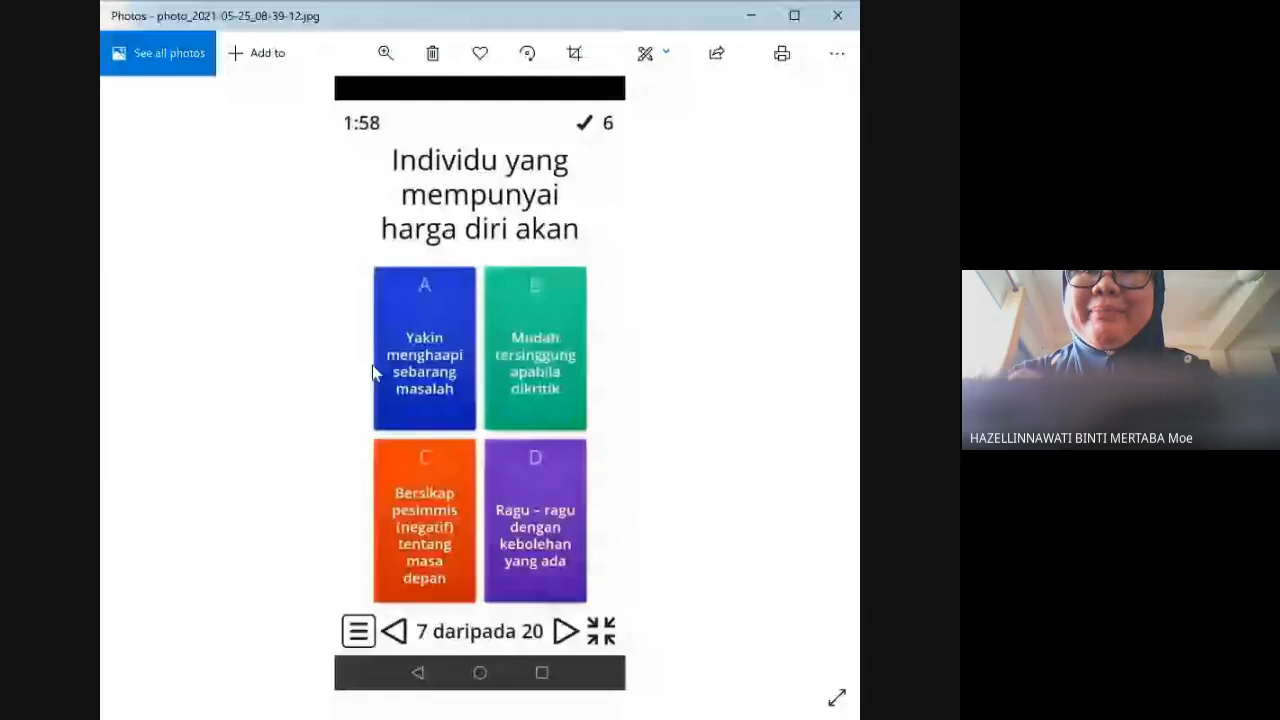 Photos - photo_2021-05-25_08-39-12.jpg
See all photos
Add to
1:58
6
Individu yang
mempunyai
harga diri akan
A
Yakin
menghaapi
sebarang
masalah
B
Mudah
tersinggung
apabila
dikritik
C
Bersikap
pesimmis
(negatif)
tentang
masa
depan
D
Ragu - ragu
dengan
kebolehan
yang ada
7 daripada 20
HAZELLINNAWATI BINTI MERTABA Moe